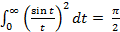 ∫₀^∞ (sin t / t)² dt = π/2